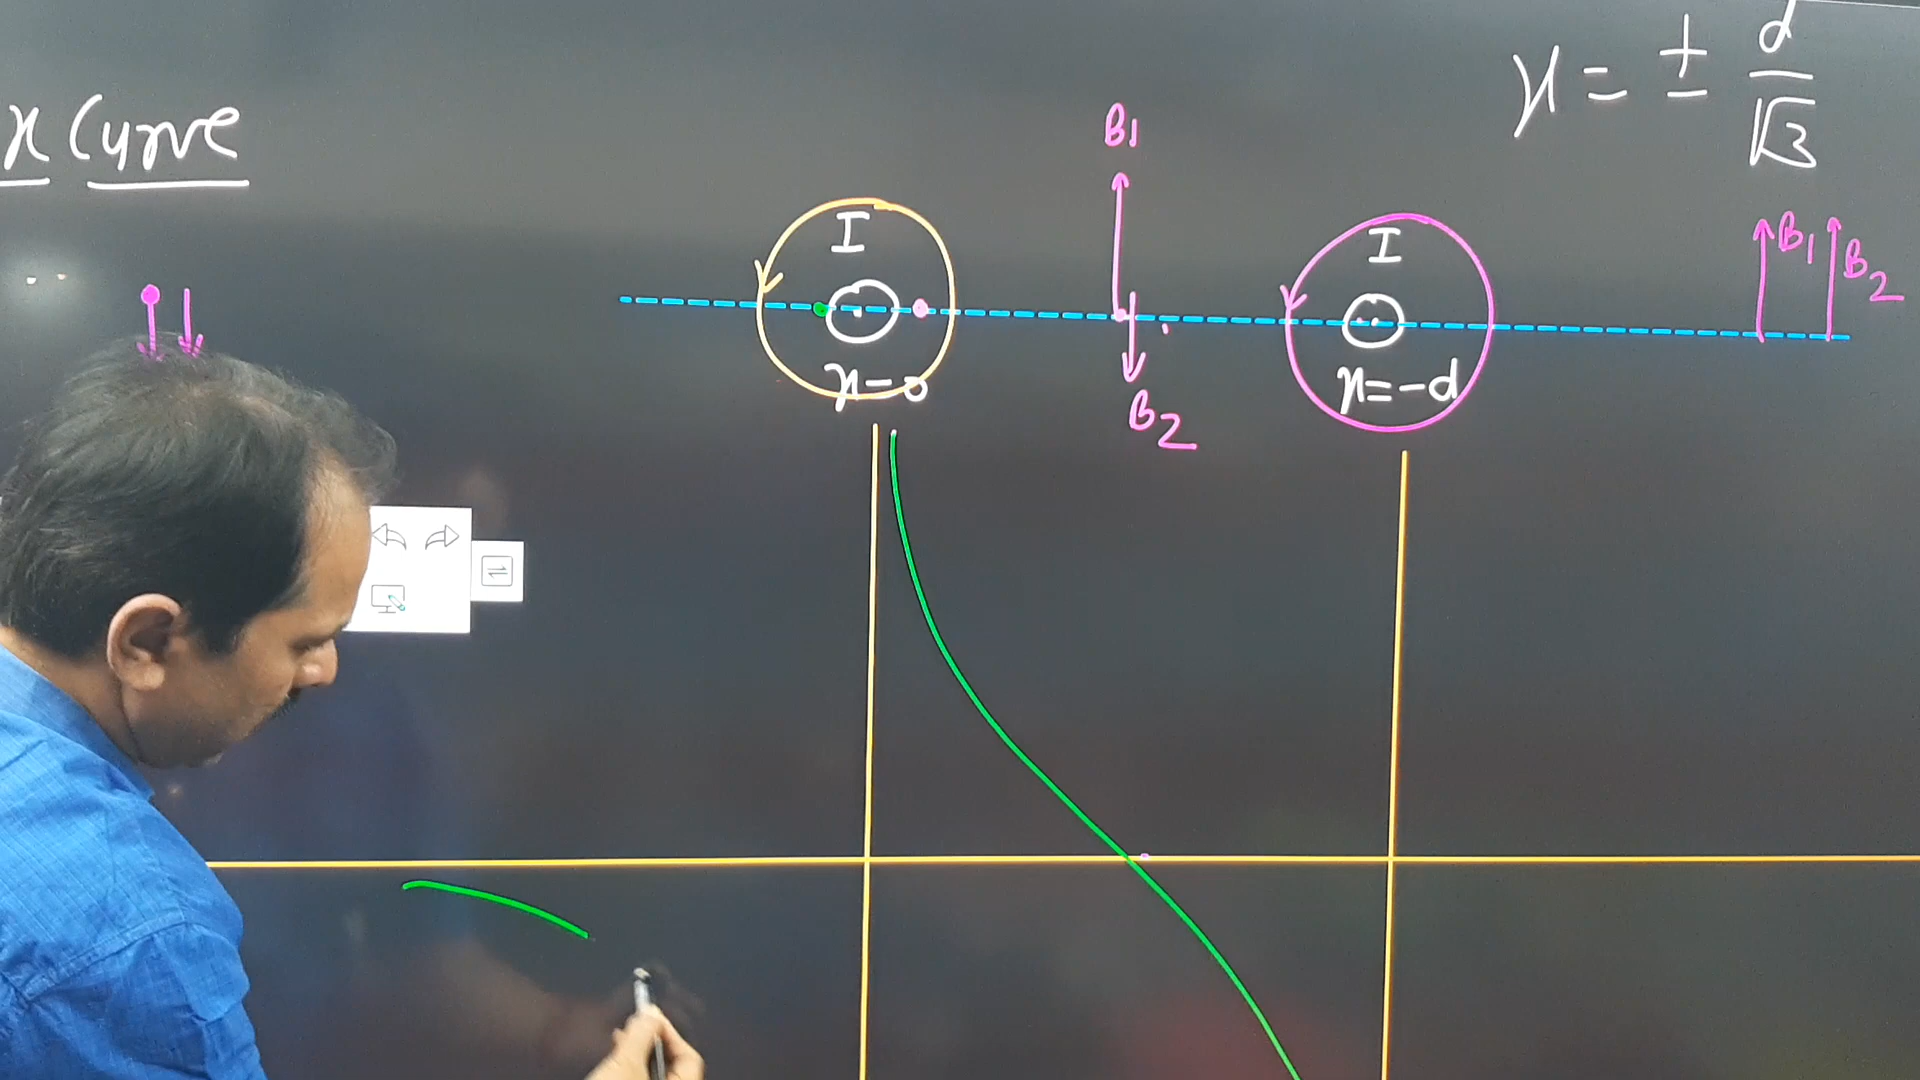 x = ± d/√3
x Curve
B1
I
I
B1 B2
x=0
x=-d
B2